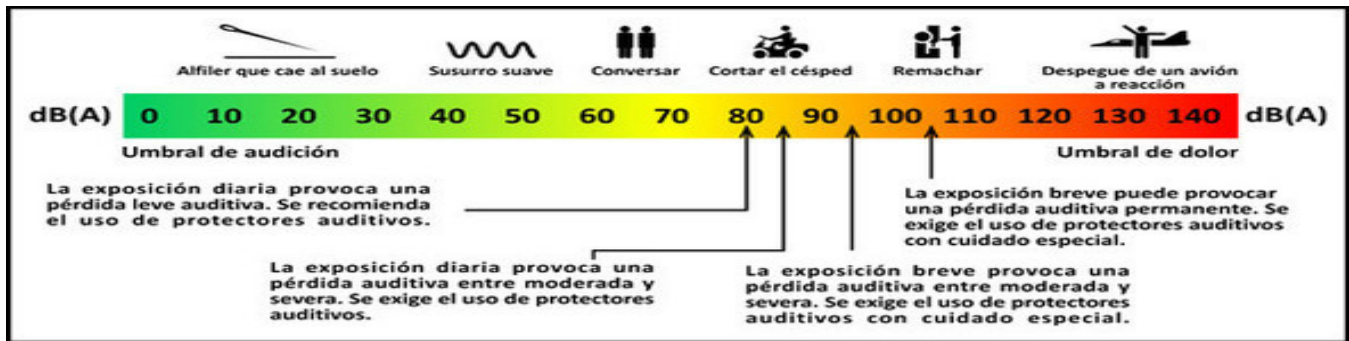 Alfiler que cae al suelo
Susurro suave
Conversar
Cortar el césped
Remachar
Despegue de un avión
a reacción
dB(A) 0 10 20 30 40 50 60 70 80 90 100 110 120 130 140 dB(A)
Umbral de audición
Umbral de dolor
La exposición diaria provoca una
pérdida leve auditiva. Se recomienda
el uso de protectores auditivos.
La exposición breve puede provocar
una pérdida auditiva permanente. Se
exige el uso de protectores auditivos
con cuidado especial.
La exposición diaria provoca una
pérdida auditiva entre moderada y
severa. Se exige el uso de protectores
auditivos.
La exposición breve provoca una
pérdida auditiva entre moderada y
severa. Se exige el uso de protectores
auditivos con cuidado especial.